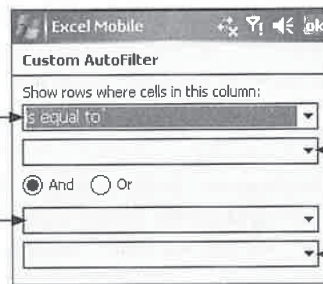 Excel Mobile ok
Custom AutoFilter
Show rows where cells in this column:
is equal to
And Or